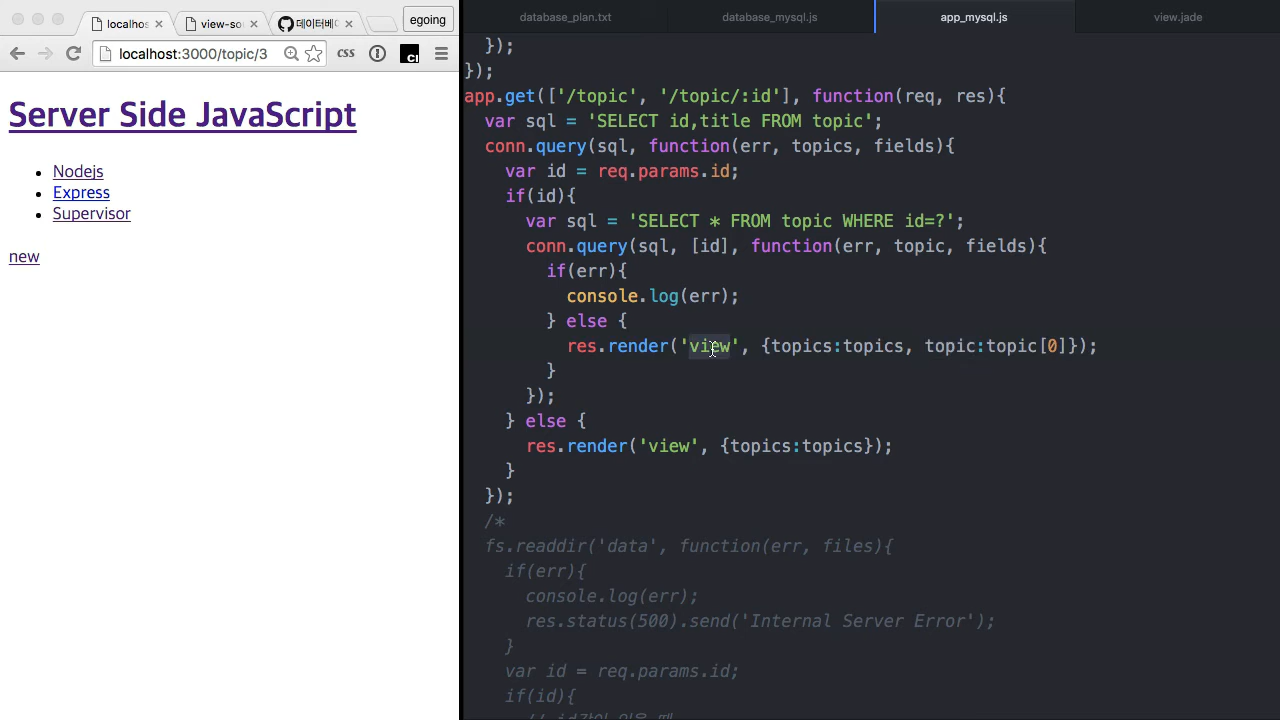 localhos
view-sou
데이터베이
egoing
localhost:3000/topic/3
css
Server Side JavaScript
Nodejs
Express
Supervisor
new
database_plan.txt
database_mysql.js
app_mysql.js
view.jade
});
});
app.get(['/topic', '/topic/:id'], function(req, res){
var sql = 'SELECT id,title FROM topic';
conn.query(sql, function(err, topics, fields){
var id = req.params.id;
if(id){
var sql = 'SELECT * FROM topic WHERE id=?';
conn.query(sql, [id], function(err, topic, fields){
if(err){
console.log(err);
} else {
res.render('view', {topics:topics, topic:topic[0]});
}
});
} else {
res.render('view', {topics:topics});
}
});
/*
fs.readdir('data', function(err, files){
if(err){
console.log(err);
res.status(500).send('Internal Server Error');
}
var id = req.params.id;
if(id){